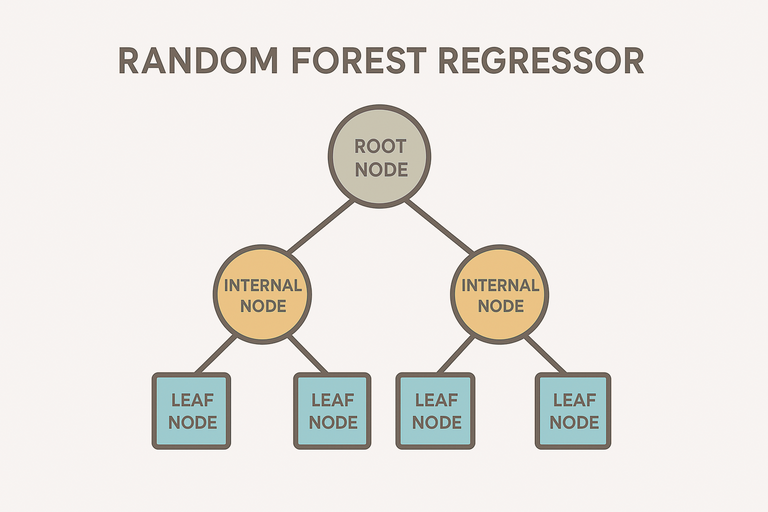 RANDOM FOREST REGRESSOR
ROOT
NODE
INTERNAL
NODE
INTERNAL
NODE
LEAF
NODE
LEAF
NODE
LEAF
NODE
LEAF
NODE